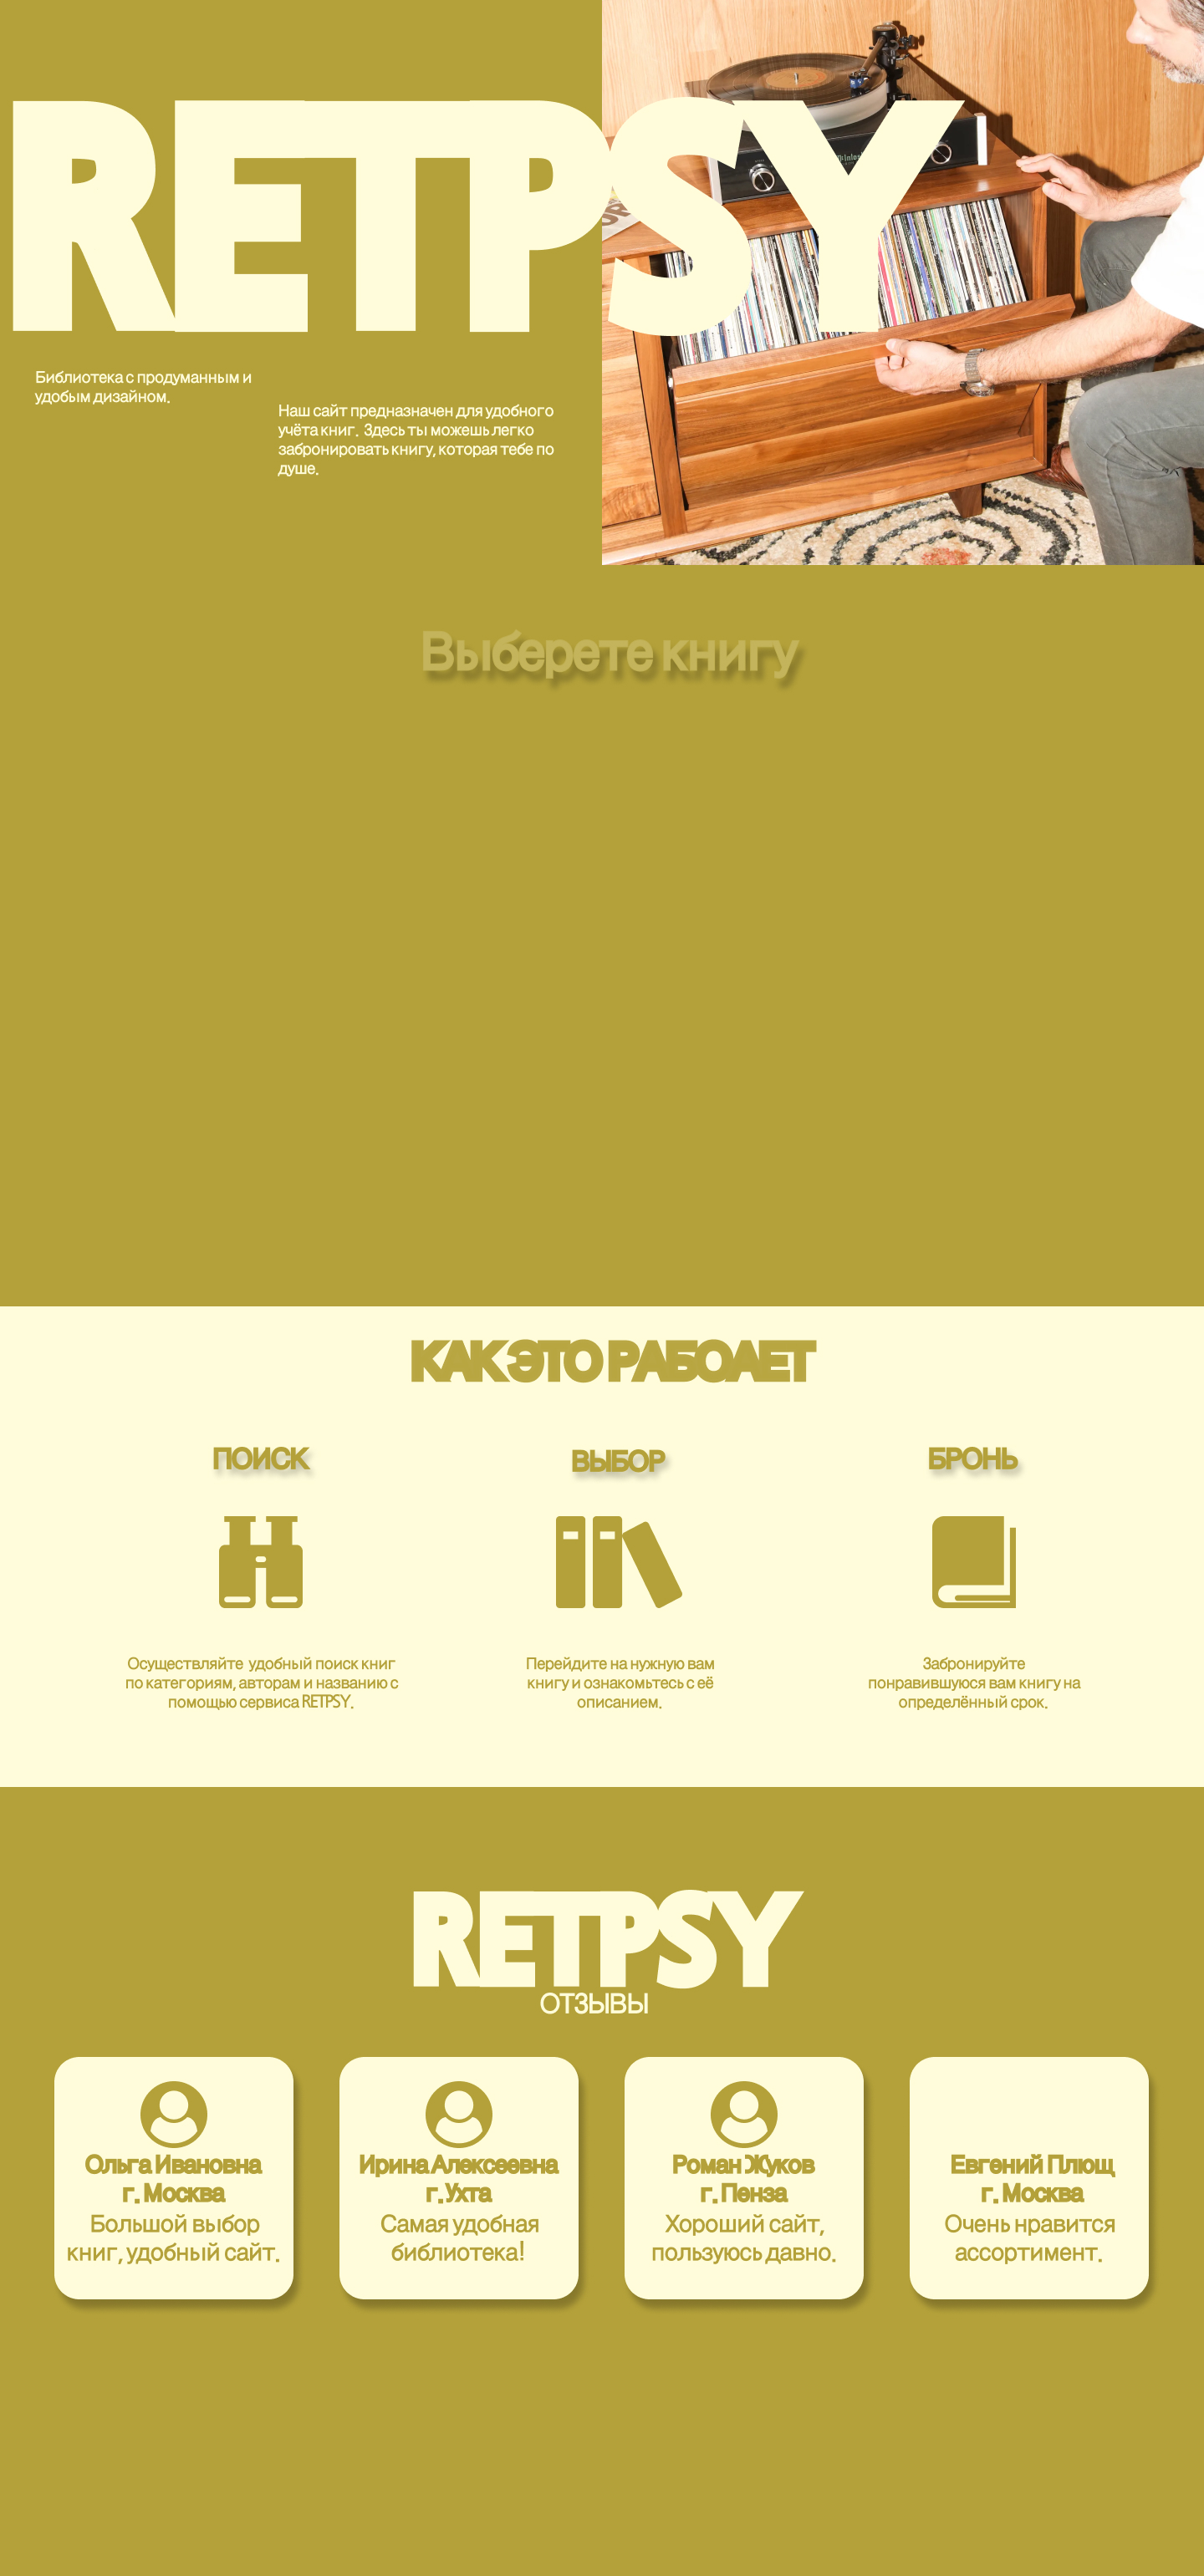 RETPSY
Библиотека с продуманным и
удобым дизайном.
Наш сайт предназначен для удобного
учёта книг. Здесь ты можешь легко
забронировать книгу, которая тебе по
душе.
Выберете книгу
КАК ЭТО РАБОАЕТ
ПОИСК
ВЫБОР
БРОНЬ
Осуществляйте удобный поиск книг
по категориям, авторам и названию с
помощью сервиса RETPSY.
Перейдите на нужную вам
книгу и ознакомьтесь с её
описанием.
Забронируйте
понравившуюся вам книгу на
определённый срок.
RETPSY
ОТЗЫВЫ
Ольга Ивановна
г. Москва
Большой выбор
книг, удобный сайт.
Ирина Алексеевна
г. Ухта
Самая удобная
библиотека!
Роман Жуков
г. Пенза
Хороший сайт,
пользуюсь давно.
Евгений Плющ
г. Москва
Очень нравится
ассортимент.